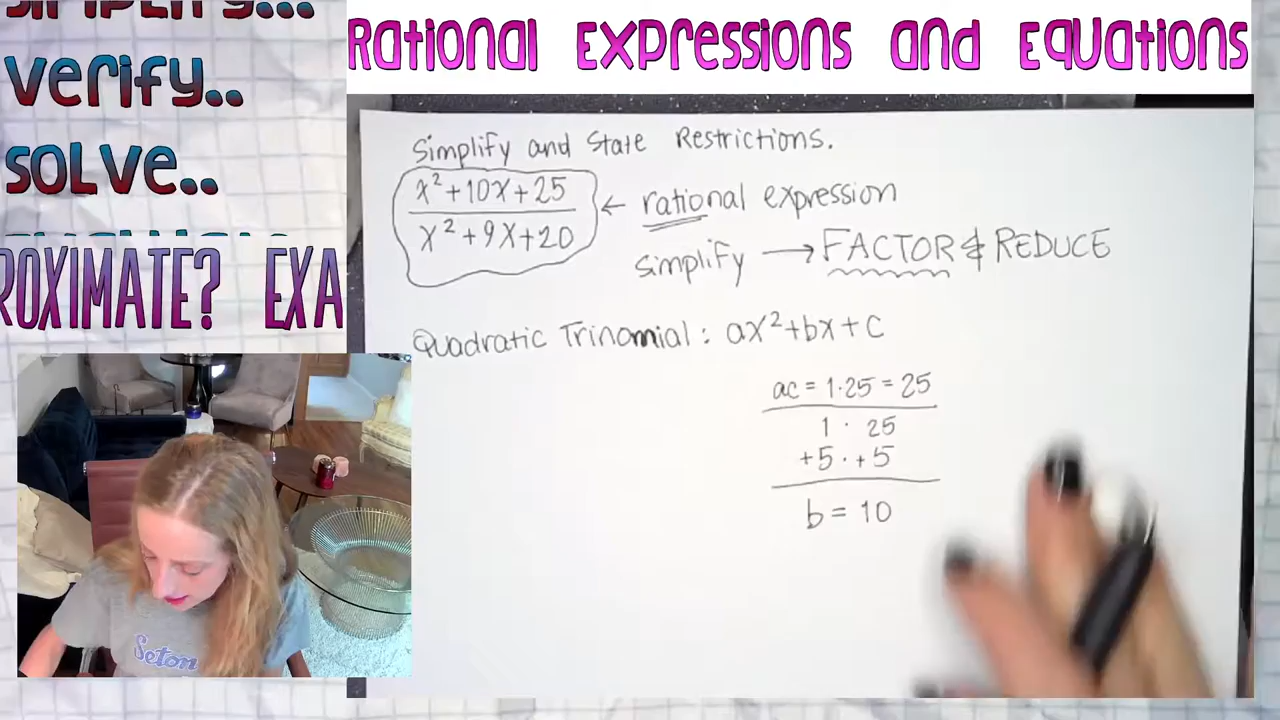 Rational Expressions and Equations
verify..
solve..
ROXIMATE? EXA
Simplify and State Restrictions.
x²+10x+25
x²+9x+20
← rational expression
simplify → FACTOR & REDUCE
Quadratic Trinomial: ax²+bx+c
ac = 1·25 = 25
1 · 25
+5 · +5
b = 10
Seton